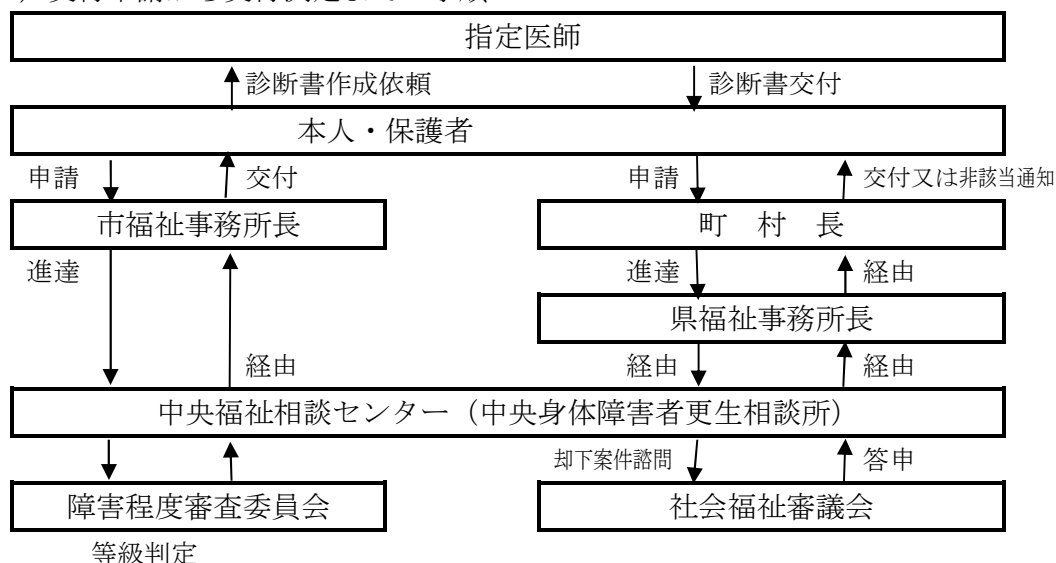 指定医師
診断書作成依頼 診断書交付
本人・保護者
申請 交付 申請 交付又は非該当通知
市福祉事務所長 町 村 長
進達 進達 経由
県福祉事務所長
経由 経由 経由
中央福祉相談センター（中央身体障害者更生相談所）
却下案件諮問 答申
障害程度審査委員会 社会福祉審議会
等級判定